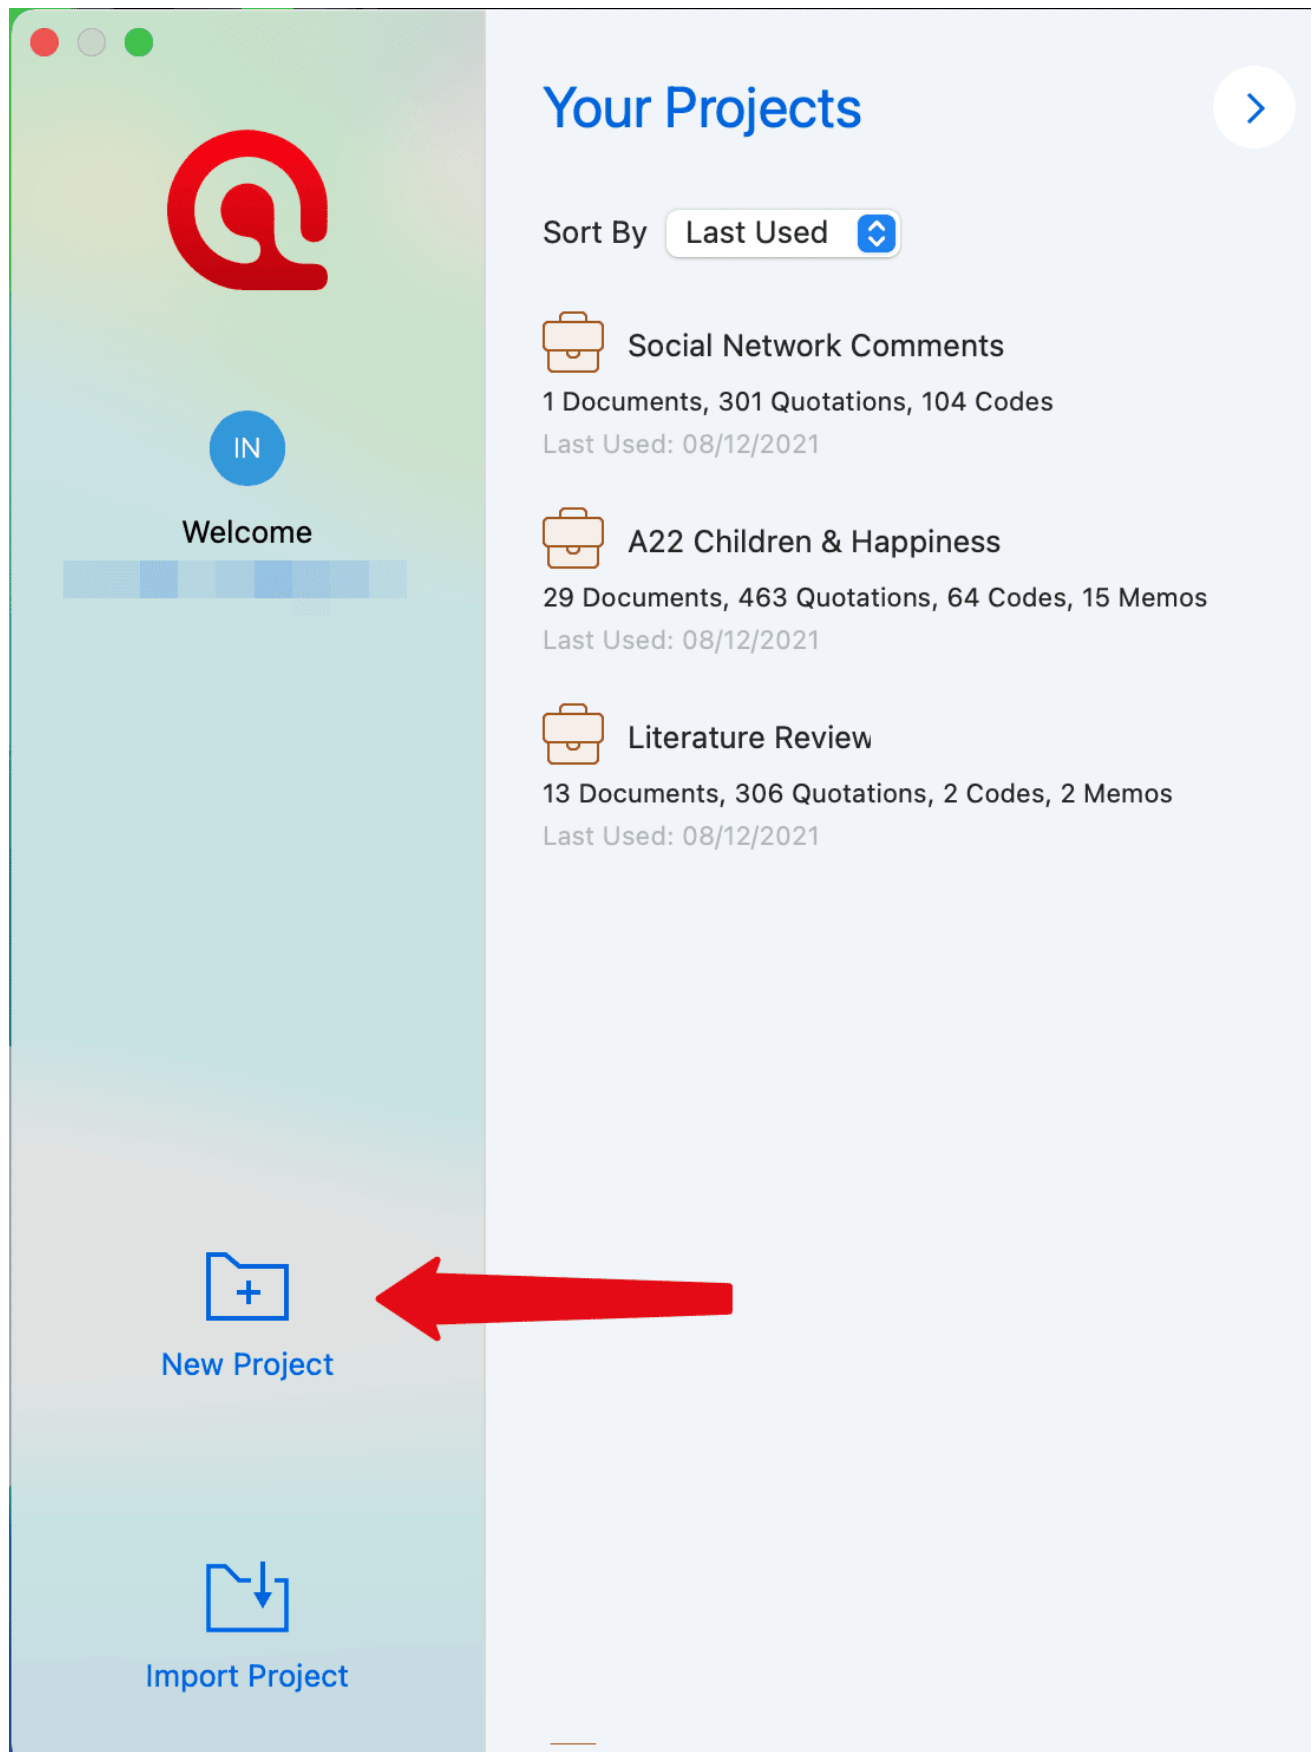 IN
Welcome
New Project
Import Project
Your Projects
Sort By Last Used
Social Network Comments
1 Documents, 301 Quotations, 104 Codes
Last Used: 08/12/2021
A22 Children & Happiness
29 Documents, 463 Quotations, 64 Codes, 15 Memos
Last Used: 08/12/2021
Literature Review
13 Documents, 306 Quotations, 2 Codes, 2 Memos
Last Used: 08/12/2021